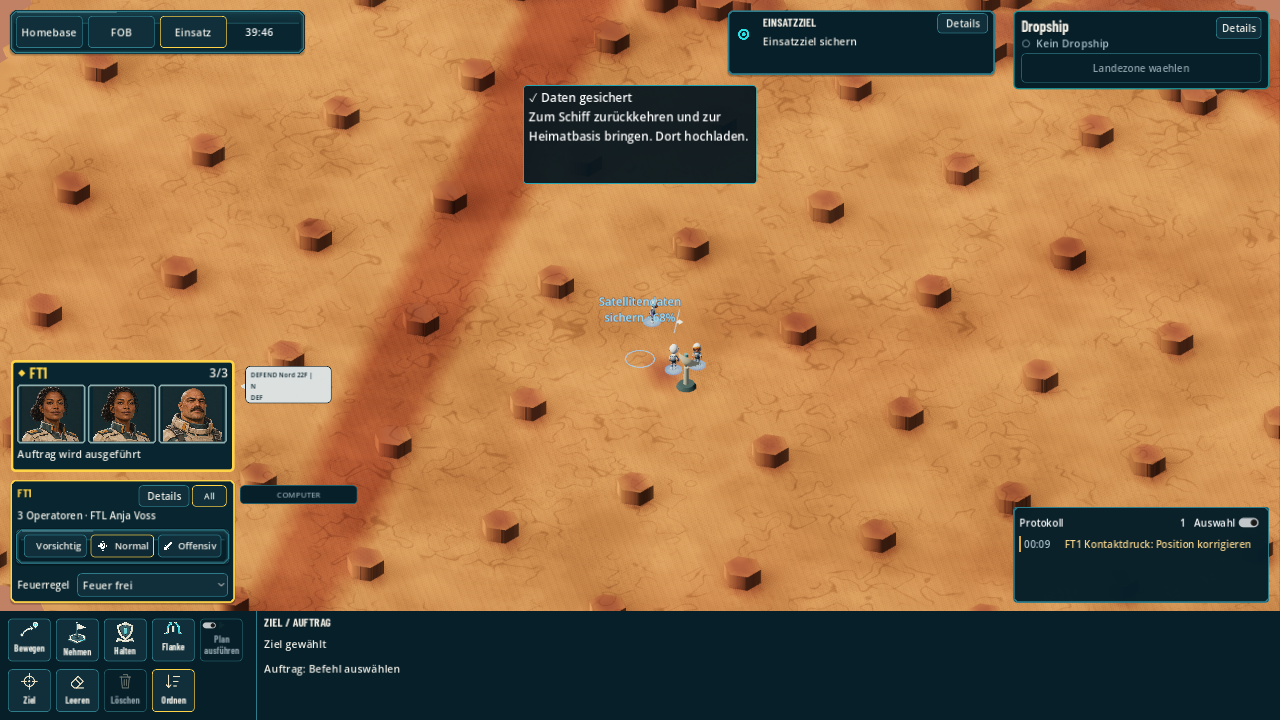 Homebase
FOB
Einsatz
39:46
EINSATZZIEL
Details
Einsatzziel sichern
Dropship
Details
Kein Dropship
Landezone waehlen
✓ Daten gesichert
Zum Schiff zurückkehren und zur
Heimatbasis bringen. Dort hochladen.
Satellitendaten
sichern
FT1
3/3
Auftrag wird ausgeführt
DEFEND Nord 22F |
N
DEF
COMPUTER
FT1
Details
All
3 Operatoren · FTL Anja Voss
Vorsichtig
Normal
Offensiv
Feuerregel
Feuer frei
Protokoll
1
Auswahl
00:09
FT1 Kontaktdruck: Position korrigieren
Bewegen
Nehmen
Halten
Flanke
Plan
ausführen
Ziel
Leeren
Löschen
Ordnen
ZIEL / AUFTRAG
Ziel gewählt
Auftrag: Befehl auswählen